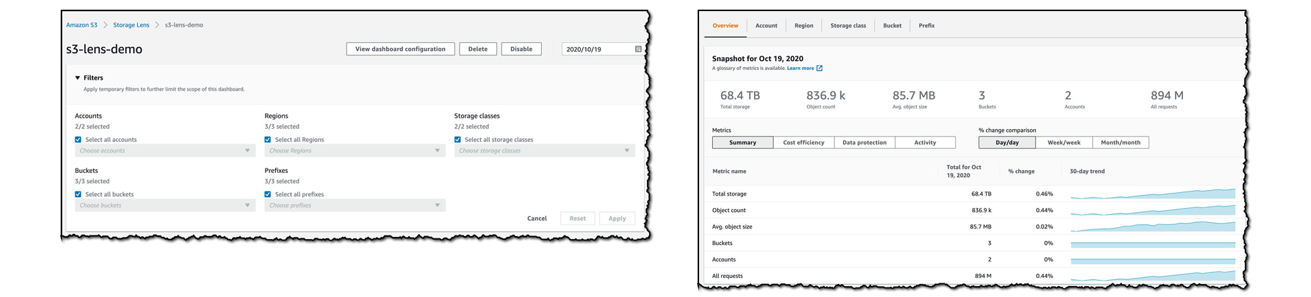 Amazon S3 > Storage Lens > s3-lens-demo
s3-lens-demo
View dashboard configuration Delete Disable 2020/10/19
Filters
Apply temporary filters to further limit the scope of this dashboard.
Accounts Regions Storage classes
2/2 selected 3/3 selected 2/2 selected
Select all accounts Select all Regions Select all storage classes
Choose accounts Choose Regions Choose storage classes
Buckets Prefixes
3/3 selected 3/3 selected
Select all buckets Select all prefixes
Choose buckets Choose prefixes
Cancel Reset Apply
Overview Account Region Storage class Bucket Prefix
Snapshot for Oct 19, 2020
A glossary of metrics is available. Learn more
68.4 TB 836.9 k 85.7 MB 3 2 894 M
Total storage Object count Avg. object size Buckets Accounts All requests
Metrics % change comparison
Summary Cost efficiency Data protection Activity Day/day Week/week Month/month
Metric name Total for Oct 19, 2020 % change 30-day trend
Total storage 68.4 TB 0.46%
Object count 836.9 k 0.44%
Avg. object size 85.7 MB 0.02%
Buckets 3 0%
Accounts 2 0%
All requests 894 M 0.44%